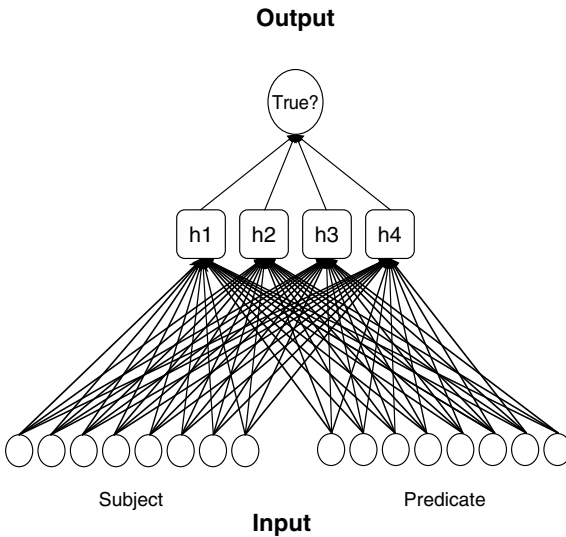 Output
True?
h1 h2 h3 h4
Subject Predicate
Input